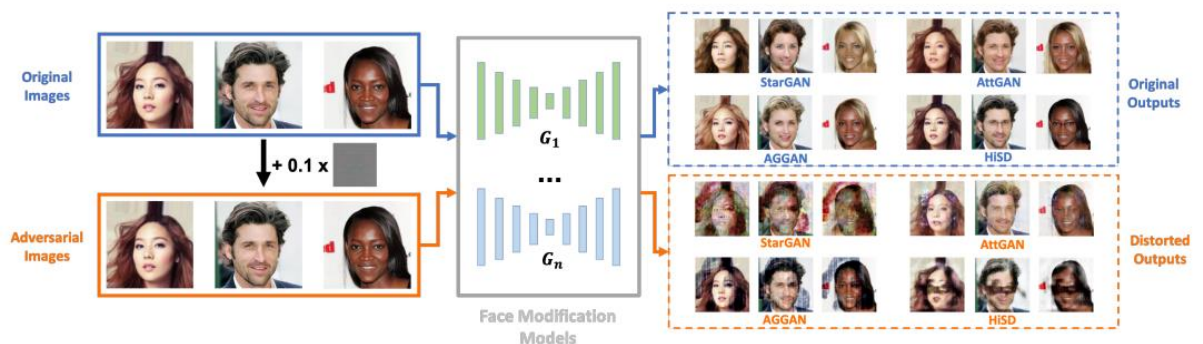 Original
Images
+ 0.1 x
Adversarial
Images
G₁
...
Gₙ
Face Modification
Models
StarGAN
AttGAN
AGGAN
HiSD
Original
Outputs
StarGAN
AttGAN
AGGAN
HiSD
Distorted
Outputs